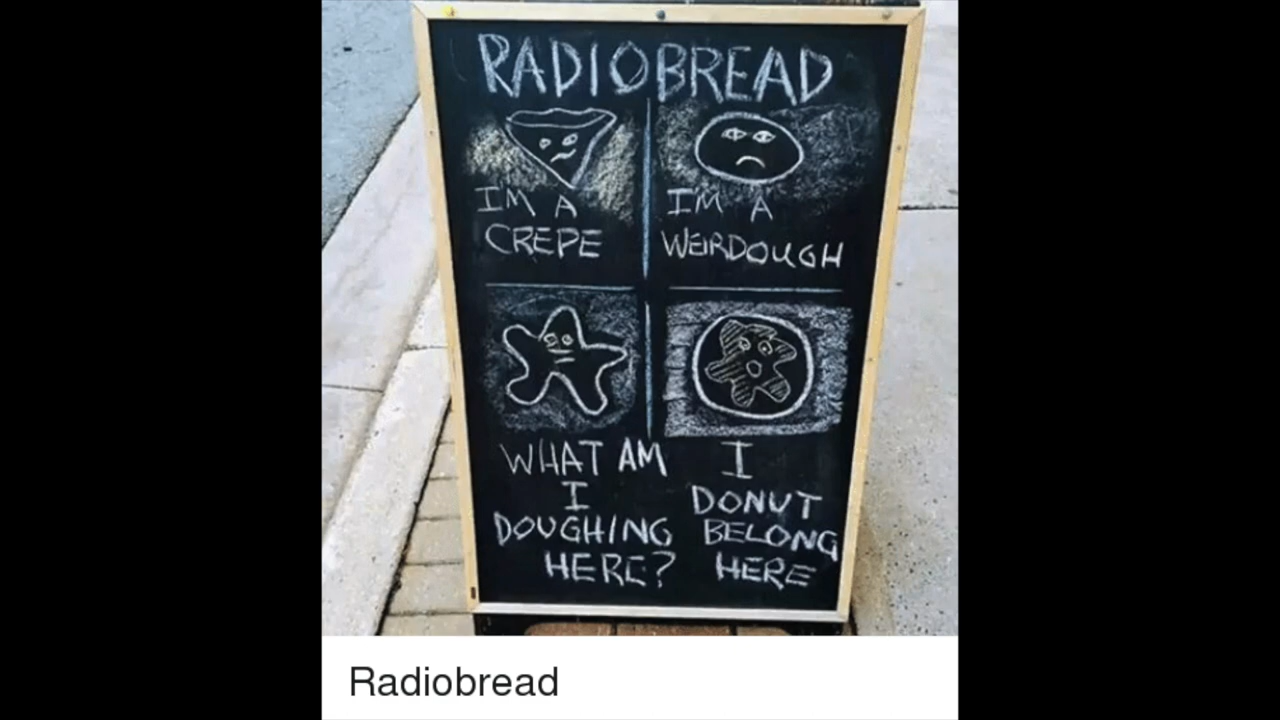 RADIOBREAD
I'M A
CREPE
I'M A
WEIRDOUGH
WHAT AM
I
DOUGHING
HERE?
I
DONUT
BELONG
HERE
Radiobread